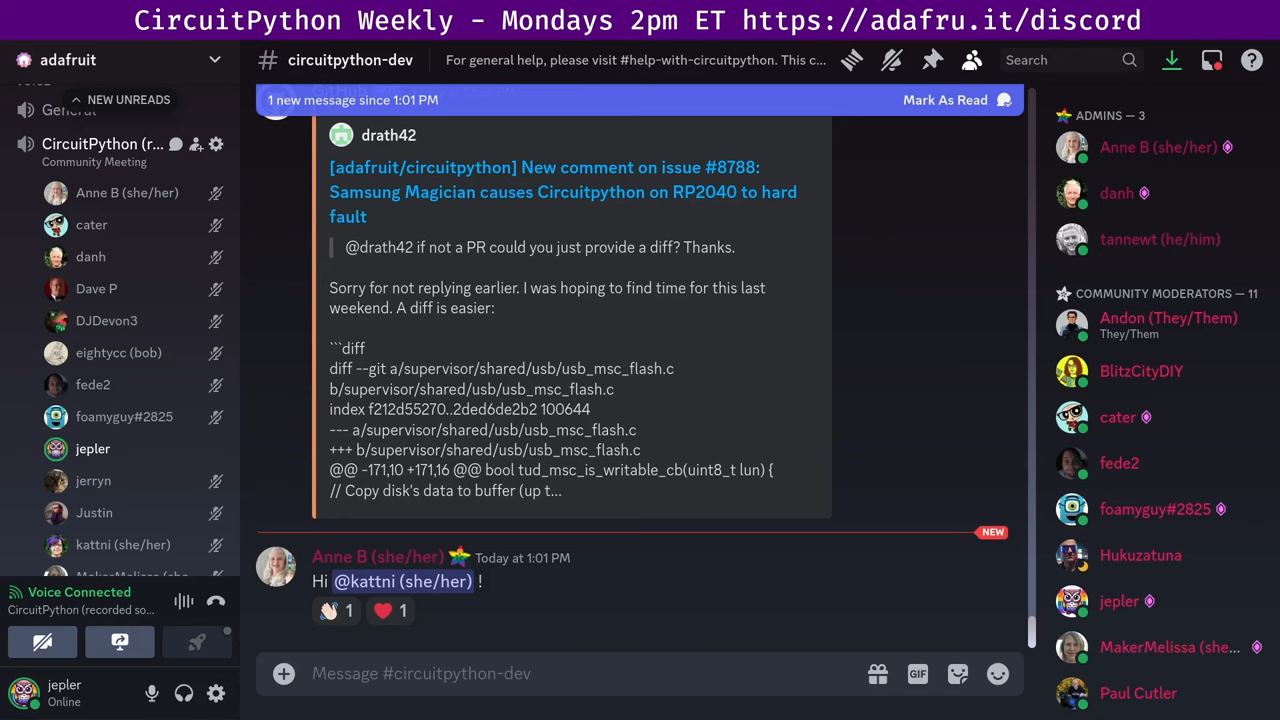 CircuitPython Weekly - Mondays 2pm ET https://adafru.it/discord
adafruit
General
NEW UNREADS
CircuitPython (r...
Community Meeting
Anne B (she/her)
cater
danh
Dave P
DJDevon3
eightycc (bob)
fede2
foamyguy#2825
jepler
jerryn
Justin
kattni (she/her)
MakerMelissa (she...
Voice Connected
CircuitPython (recorded so...
jepler
Online
# circuitpython-dev
For general help, please visit #help-with-circuitpython. This c...
Search
1 new message since 1:01 PM
Mark As Read
drath42
[adafruit/circuitpython] New comment on issue #8788:
Samsung Magician causes Circuitpython on RP2040 to hard
fault
@drath42 if not a PR could you just provide a diff? Thanks.
Sorry for not replying earlier. I was hoping to find time for this last
weekend. A diff is easier:
```diff
diff --git a/supervisor/shared/usb/usb_msc_flash.c
b/supervisor/shared/usb/usb_msc_flash.c
index f212d55270..2ded6de2b2 100644
--- a/supervisor/shared/usb/usb_msc_flash.c
+++ b/supervisor/shared/usb/usb_msc_flash.c
@@ -171,10 +171,16 @@ bool tud_msc_is_writable_cb(uint8_t lun) {
// Copy disk's data to buffer (up t...
NEW
Anne B (she/her) Today at 1:01 PM
Hi @kattni (she/her) !
1
1
Message #circuitpython-dev
GIF
ADMINS — 3
Anne B (she/her)
danh
tannewt (he/him)
COMMUNITY MODERATORS — 11
Andon (They/Them)
They/Them
BlitzCityDIY
cater
fede2
foamyguy#2825
Hukuzatuna
jepler
MakerMelissa (she...
Paul Cutler